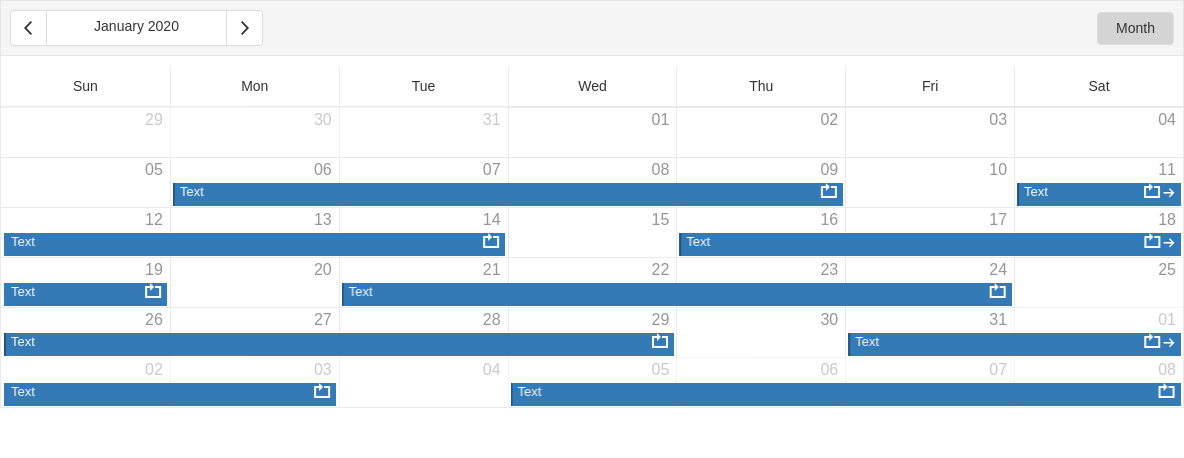 January 2020 Month
Sun Mon Tue Wed Thu Fri Sat
29 30 31 01 02 03 04
05 06 07 08 09 10 11
Text Text
12 13 14 15 16 17 18
Text Text
19 20 21 22 23 24 25
Text Text
26 27 28 29 30 31 01
Text Text
02 03 04 05 06 07 08
Text Text